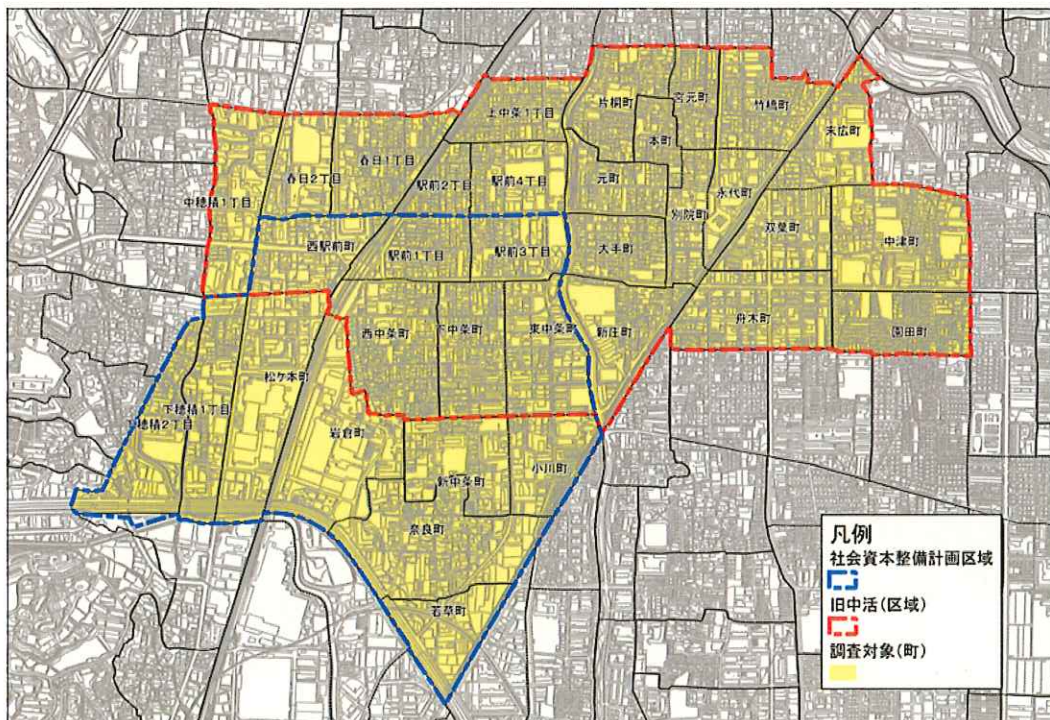 片桐町
宮元町
竹橋町
上中条1丁目
末広町
本町
春日1丁目
春日2丁目
駅前2丁目
駅前4丁目
元町
永代町
中穂積1丁目
別院町
双葉町
中津町
西駅前町
駅前1丁目
駅前3丁目
大手町
西中条町
下中条町
東中条町
新庄町
舟木町
園田町
松ケ本町
下穂積1丁目
下穂積2丁目
岩倉町
小川町
新中条町
奈良町
若草町
凡例
社会資本整備計画区域
旧中活(区域)
調査対象(町)